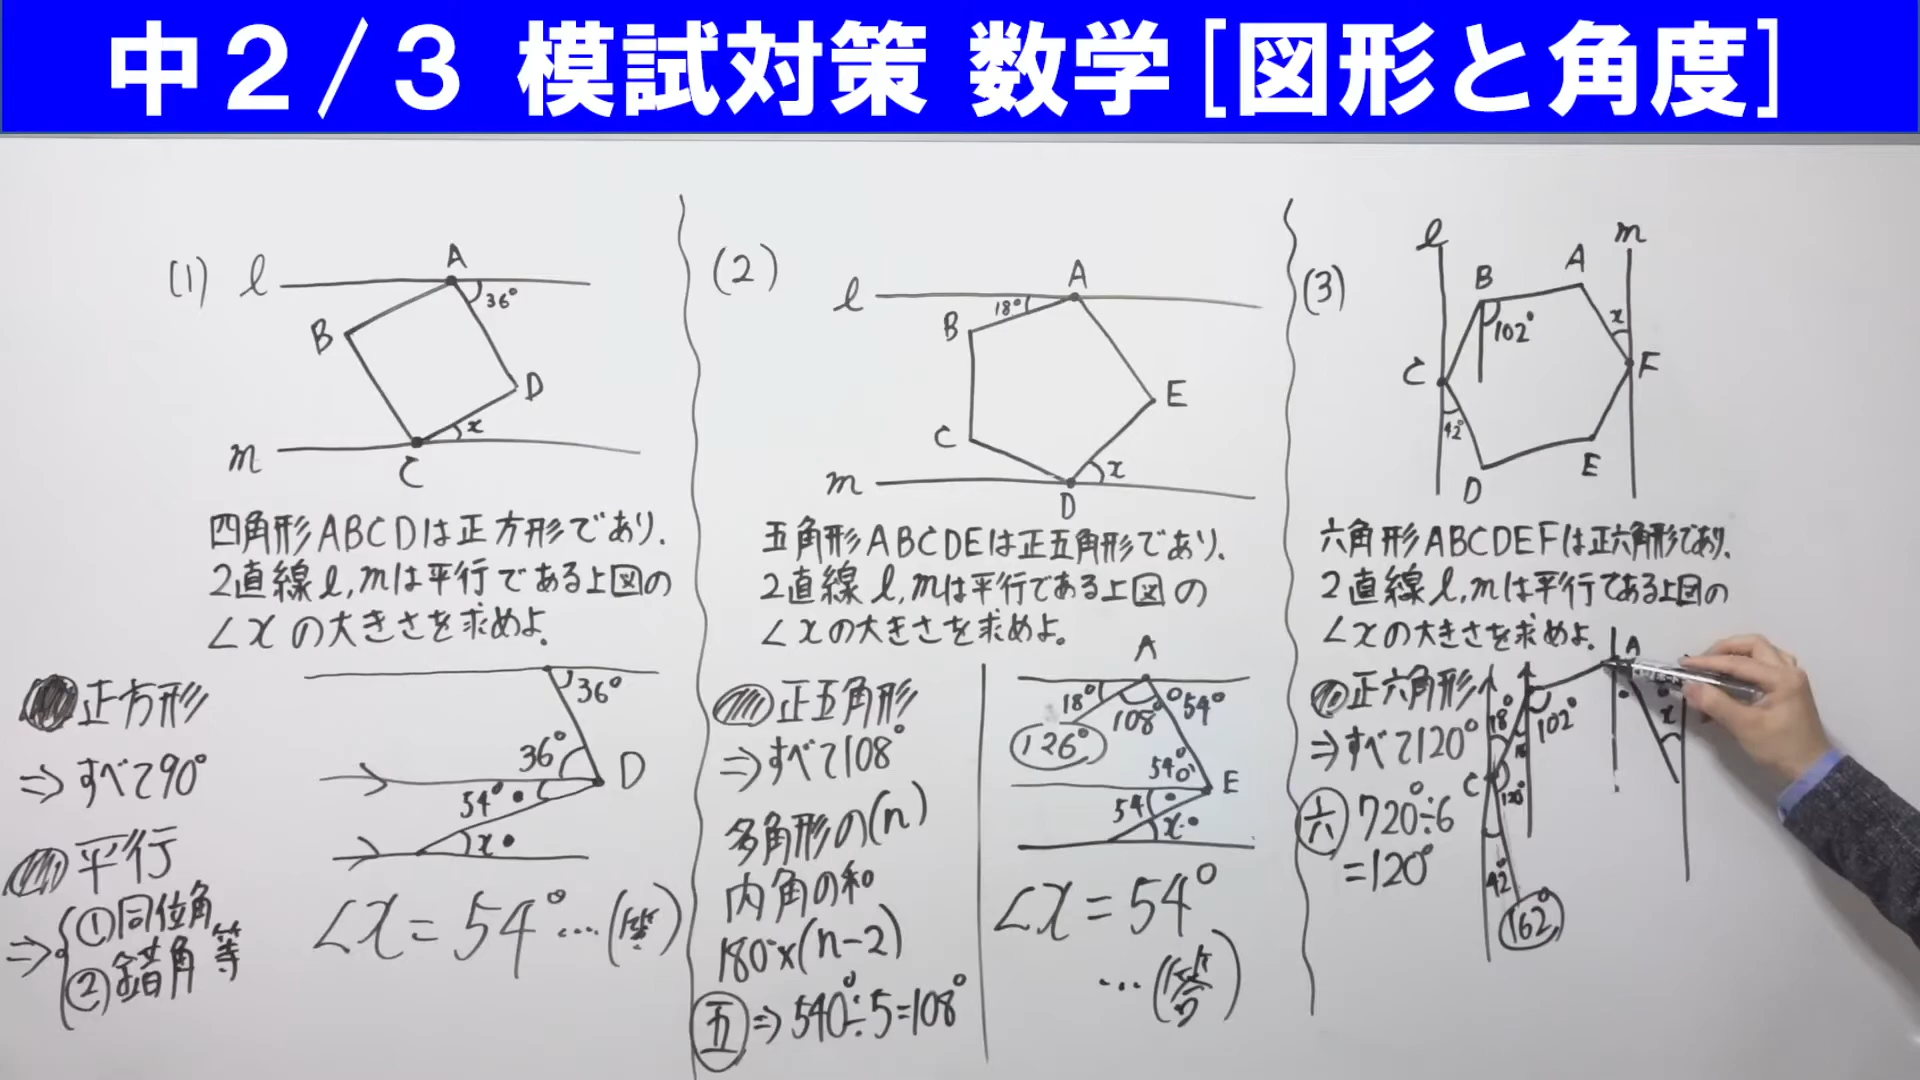 中２/３ 模試対策 数学[図形と角度]
(1)
l
A
36°
B
D
x
m
C
四角形ABCDは正方形であり、
2直線l,mは平行である上図の
∠xの大きさを求めよ。
正方形
⇒すべて90°
平行
⇒
①同位角
②錯角 等
36°
36°
D
54°
x
∠x=54°…(答)
(2)
l
A
18°
B
E
C
x
m
D
五角形ABCDEは正五角形であり、
2直線l,mは平行である上図の
∠xの大きさを求めよ。
正五角形
⇒すべて108°
多角形の(n)
内角の和
180°×(n-2)
五⇒540°÷5=108°
A
18°
108°
54°
126°
54°
E
54
x
∠x=54°
…(答)
(3)
l
m
B
A
102°
x
C
F
42°
D
E
六角形ABCDEFは正六角形であり、
2直線l,mは平行である上図の
∠xの大きさを求めよ。
正六角形
⇒すべて120°
六 720°÷6
=120°
A
18°
102°
x
C
120°
42°
162°